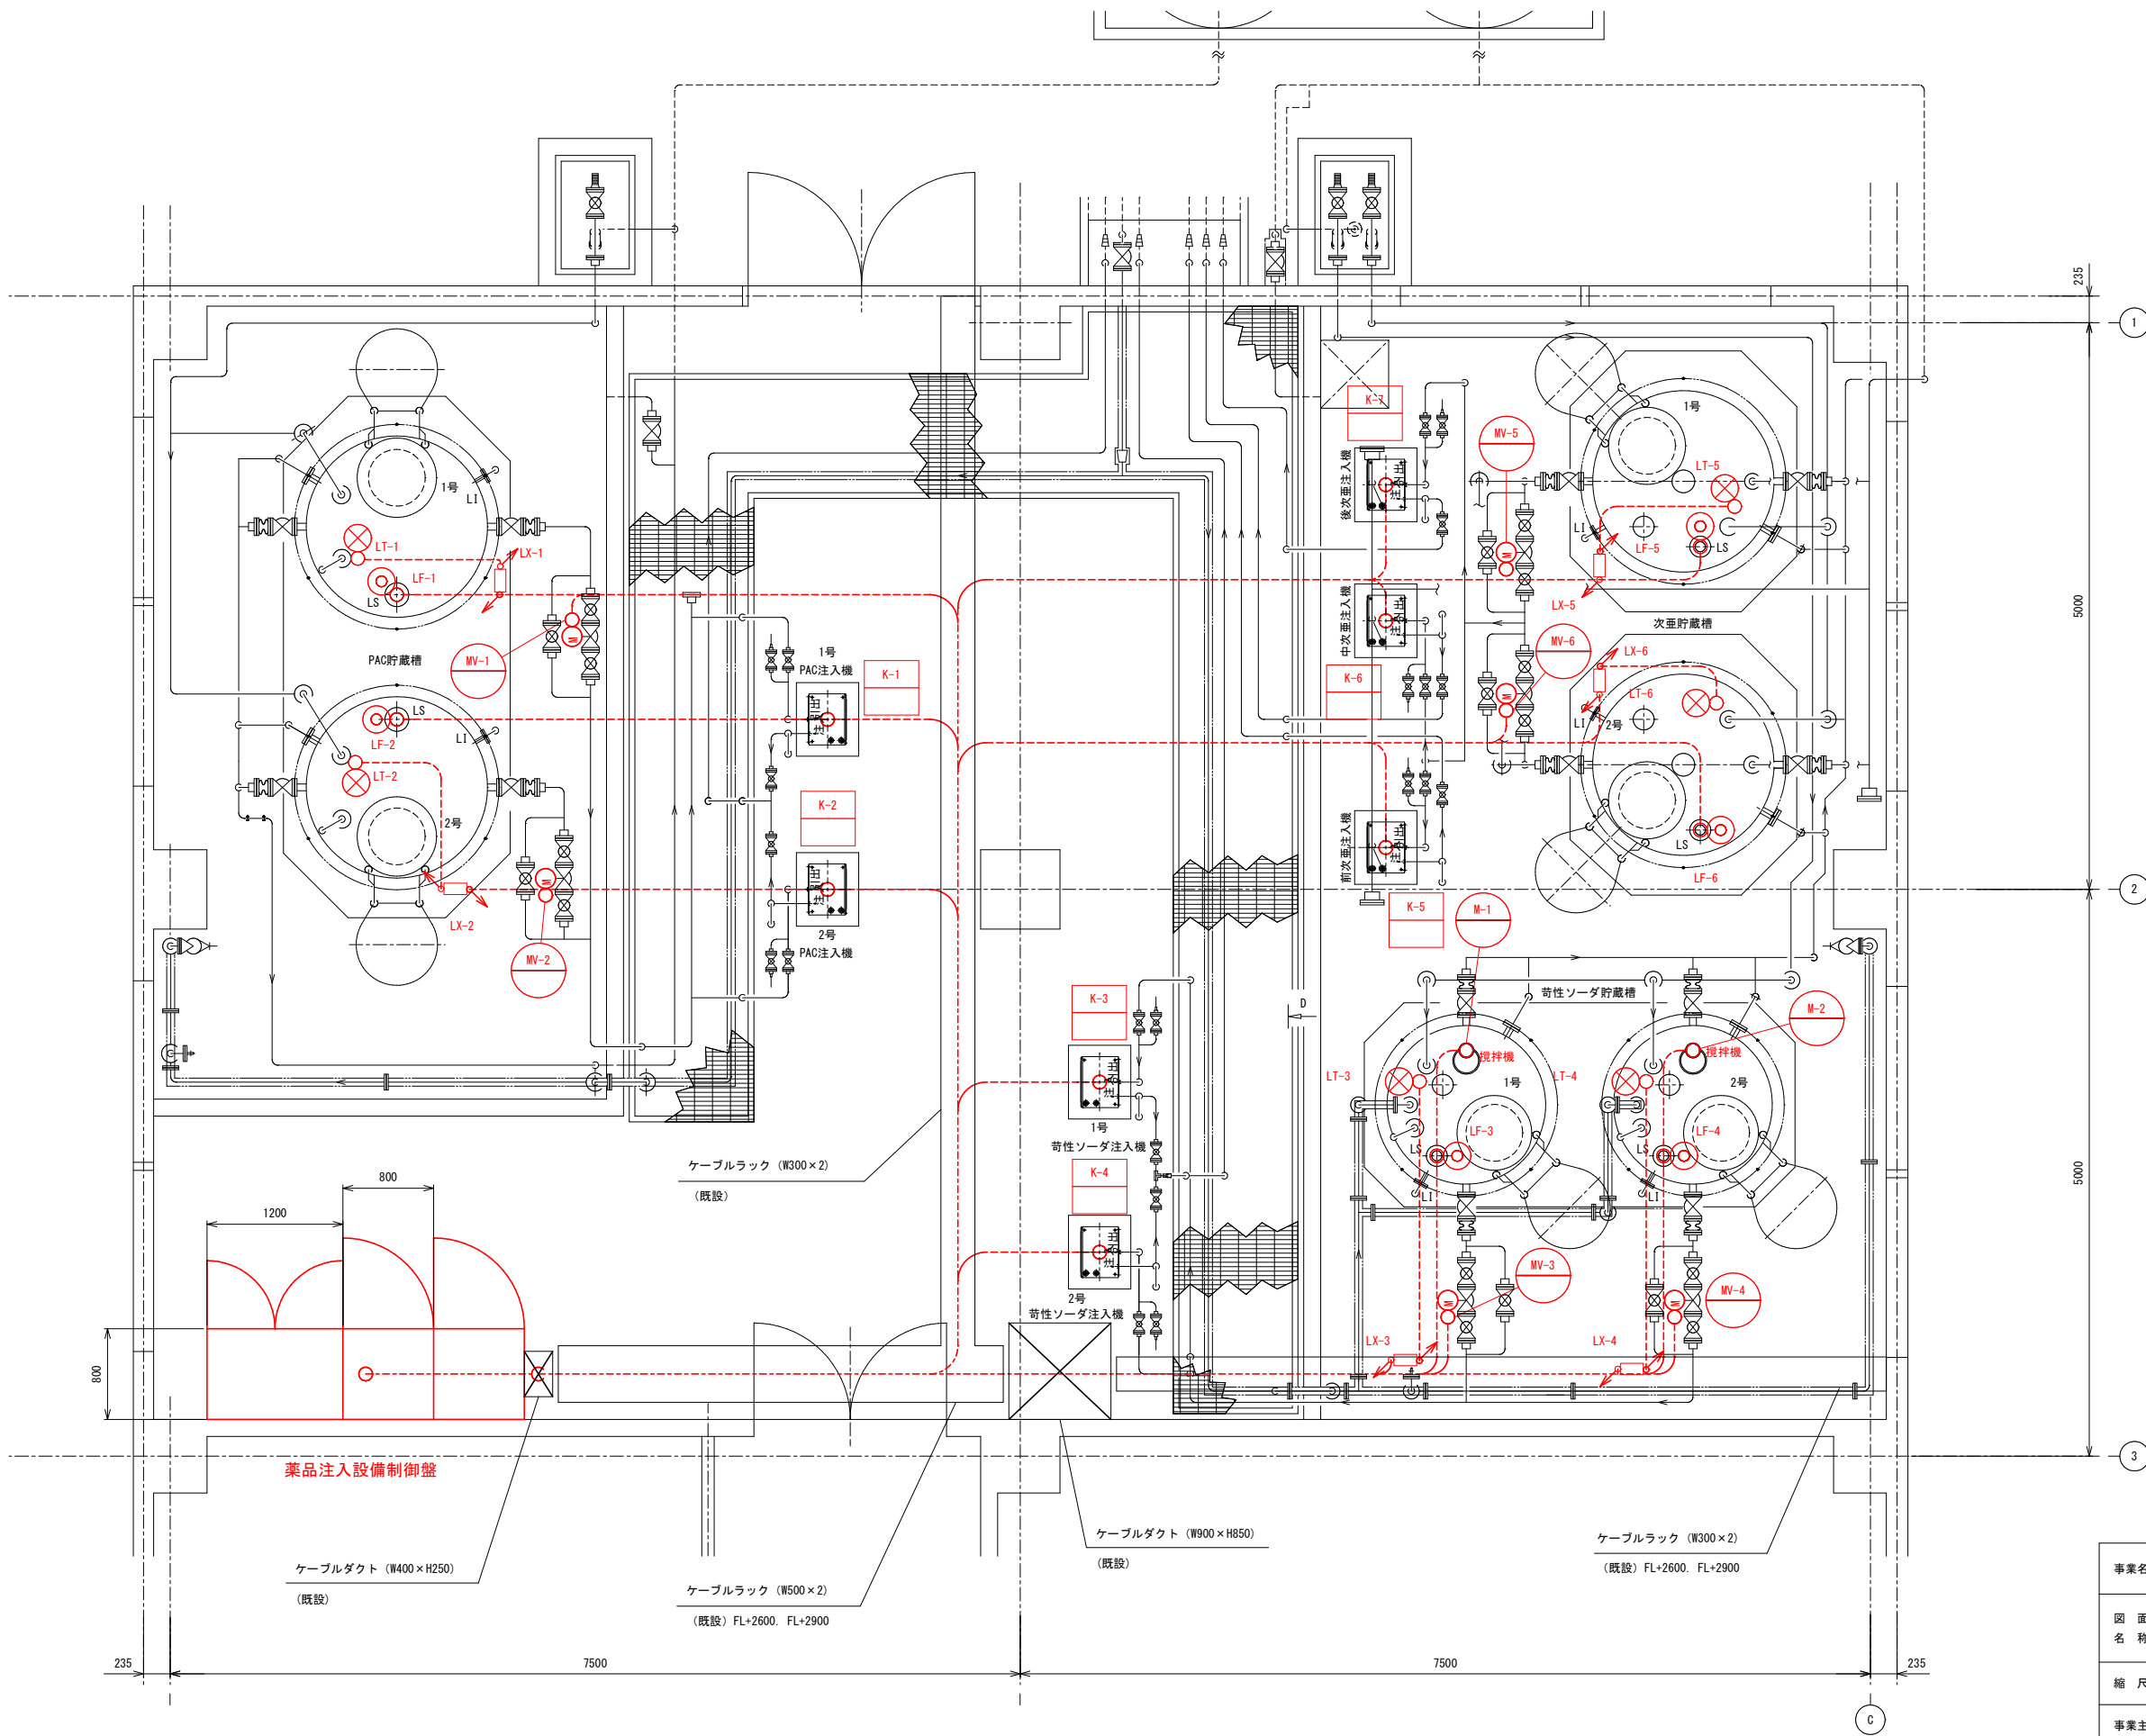 235
1
K-7
1号
MV-5
後次亜注入機
LT-5
1号
LI
LI
LT-1
LX-1
LF-5
LS
LF-1
LS
LX-5
5000
中次亜注入機
次亜貯蔵槽
MV-6
LX-6
PAC貯蔵槽
MV-1
1号
PAC注入機
K-1
K-6
LT-6
LS
LI
2号
LI
LF-2
LT-2
K-2
2号
前次亜注入機
LS
LF-6
2
LX-2
K-5
M-1
2号
PAC注入機
MV-2
K-3
D
苛性ソーダ貯蔵槽
M-2
撹拌機
撹拌機
LT-3
1号
LT-4
2号
1号
LF-3
LF-4
苛性ソーダ注入機
LS
LS
ケーブルラック (W300×2)
(既設)
K-4
LI
LI
5000
800
1200
MV-3
MV-4
2号
苛性ソーダ注入機
LX-3
LX-4
800
薬品注入設備制御盤
3
ケーブルダクト (W900×H850)
(既設)
ケーブルラック (W300×2)
(既設) FL+2600. FL+2900
ケーブルダクト (W400×H250)
(既設)
ケーブルラック (W500×2)
(既設) FL+2600. FL+2900
事業名
図 面
名 称
235
7500
7500
235
縮 尺
C
事業主